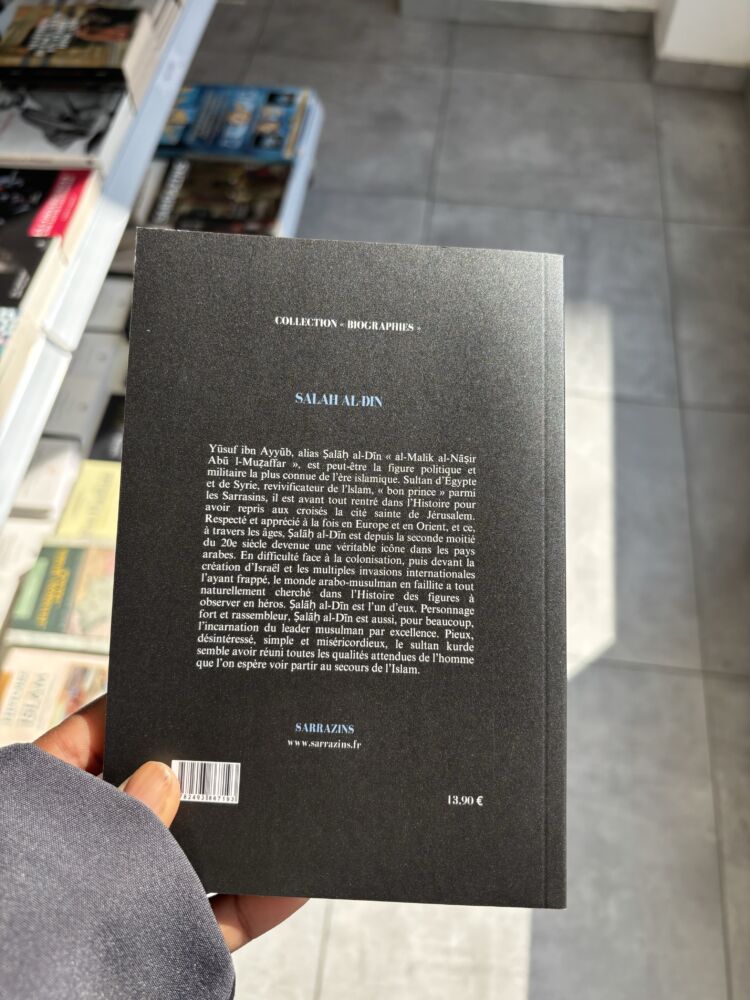 COLLECTION « BIOGRAPHIES »
SALAH AL-DIN
Yūsuf ibn Ayyūb, alias Ṣalāḥ al-Dīn « al-Malik al-Nāṣir
Abū l-Muẓaffar », est peut-être la figure politique et
militaire la plus connue de l’ère islamique. Sultan d’Égypte
et de Syrie, revivificateur de l’Islam, « bon prince » parmi
les Sarrasins, il est avant tout rentré dans l’Histoire pour
avoir repris aux croisés la cité sainte de Jérusalem.
Respecté et apprécié à la fois en Europe et en Orient, et ce,
à travers les âges, Ṣalāḥ al-Dīn est depuis la seconde moitié
du 20e siècle devenue une véritable icône dans les pays
arabes. En difficulté face à la colonisation, puis devant la
création d’Israël et les multiples invasions internationales
l’ayant frappé, le monde arabo-musulman en faillite a tout
naturellement cherché dans l’Histoire des figures à
observer en héros. Ṣalāḥ al-Dīn est l’un d’eux. Personnage
fort et rassembleur, Ṣalāḥ al-Dīn est aussi, pour beaucoup,
l’incarnation du leader musulman par excellence. Pieux,
désintéressé, simple et miséricordieux, le sultan kurde
semble avoir réuni toutes les qualités attendues de l’homme
que l’on espère voir partir au secours de l’Islam.
SARRAZINS
www.sarrazins.fr
13.90 €